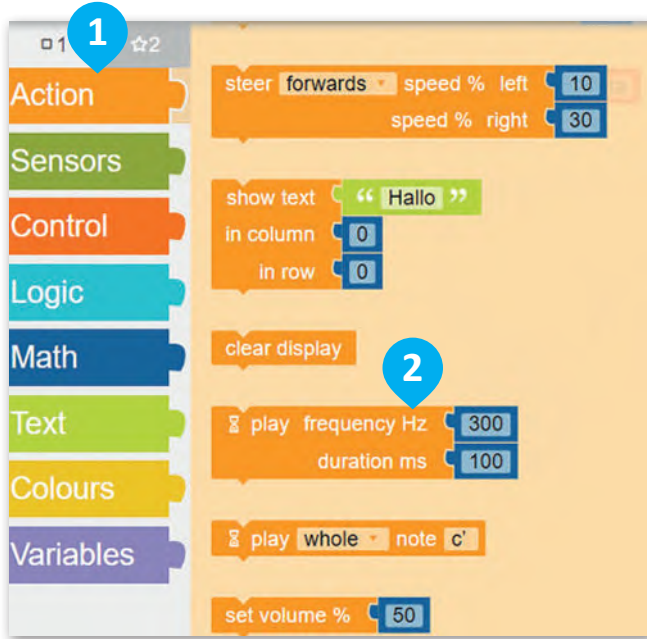 1
1
2
Action
Sensors
Control
Logic
Math
Text
Colours
Variables
steer forwards speed % left 10
speed % right 30
show text “ Hallo ”
in column 0
in row 0
clear display
2
play frequency Hz 300
duration ms 100
play whole note c'
set volume % 50